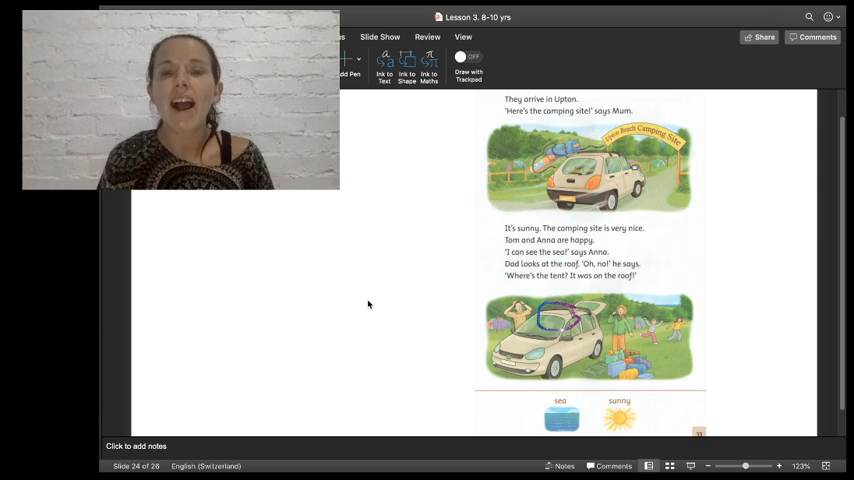 Lesson 3. 8-10 yrs
Slide Show Review View
Share Comments
dd Pen
Ink to Text
Ink to Shape
Ink to Maths
OFF
Draw with Trackpad
They arrive in Upton.
'Here's the camping site!' says Mum.
Upton Beach Camping Site
It's sunny. The camping site is very nice.
Tom and Anna are happy.
'I can see the sea!' says Anna.
Dad looks at the roof. 'Oh, no!' he says.
'Where's the tent? It was on the roof!'
sea sunny
11
Click to add notes
Slide 24 of 26 English (Switzerland) Notes Comments 123%